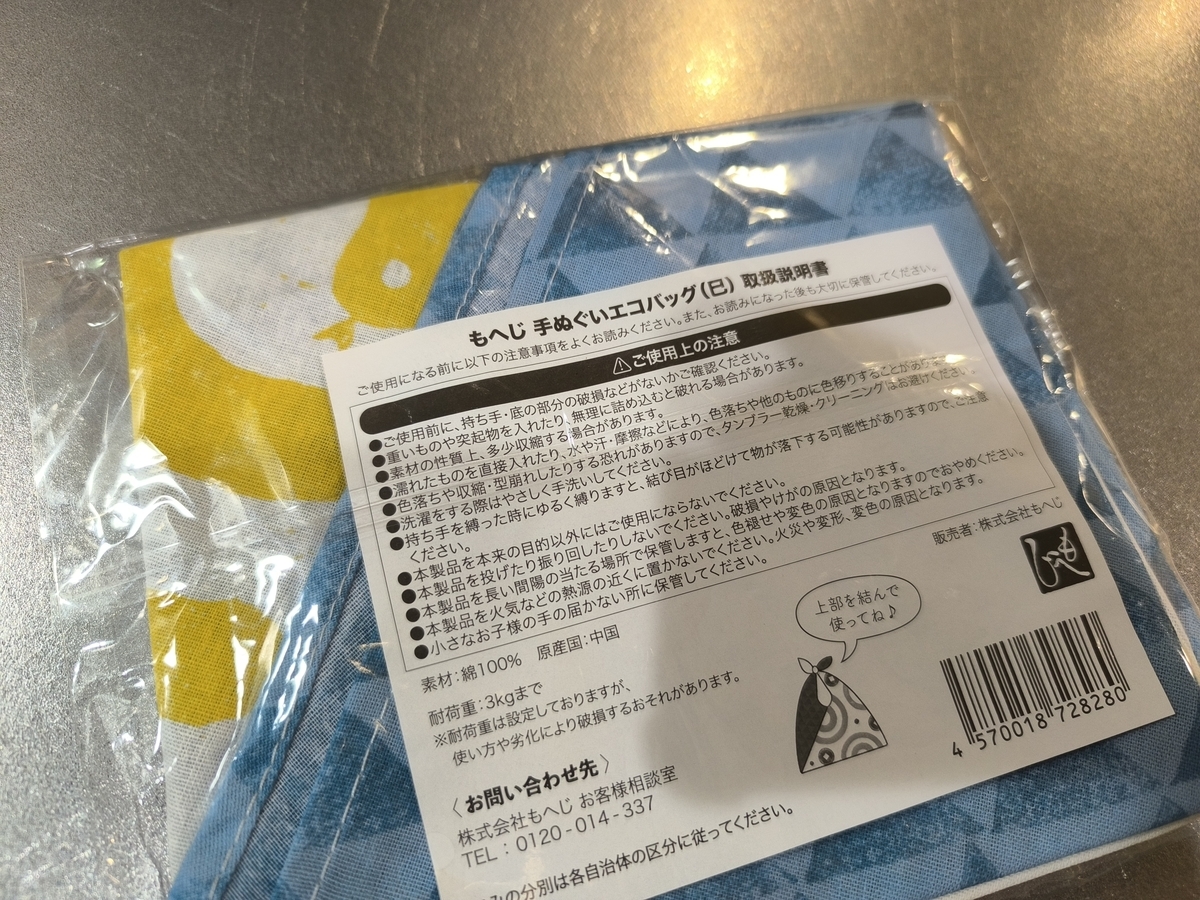 もへじ 手ぬぐいエコバッグ(巳) 取扱説明書
ご使用になる前に以下の注意事項をよくお読みください。また、お読みになった後も大切に保管してください。
⚠ご使用上の注意
●ご使用前に、持ち手・底の部分の破損などがないかご確認ください。
●重いものや突起物を入れたり、無理に詰め込むと破れる場合があります。
●素材の性質上、多少収縮する場合があります。
●濡れたものを直接入れたり、水や汗・摩擦などにより、色落ちや他のものに色移りすることがあります。
●色落ちや収縮・型崩れしたりする恐れがありますので、タンブラー乾燥・クリーニングはお避けください。
●洗濯をする際はやさしく手洗いしてください。
●持ち手を縛った時にゆるく縛りますと、結び目がほどけて物が落下する可能性がありますので、ご注意
ください。
●本製品を本来の目的以外にはご使用にならないでください。
●本製品を投げたり振り回したりしないでください。破損やけがの原因となります。
●本製品を長い間陽の当たる場所で保管しますと、色褪せや変色の原因となりますのでおやめください。
●本製品を火気などの熱源の近くに置かないでください。火災や変形、変色の原因となります。
●小さなお子様の手の届かない所に保管してください。
素材:綿100% 原産国:中国
耐荷重:3kgまで
※耐荷重は設定しておりますが、
使い方や劣化により破損するおそれがあります。
〈お問い合わせ先〉
株式会社もへじ お客様相談室
TEL:0120-014-337
みの分別は各自治体の区分に従ってください。
販売者:株式会社もへじ
もへじ
上部を結んで
使ってね♪
4 570018 728280